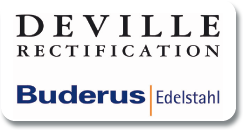 DEVILLE
RECTIFICATION
Buderus Edelstahl